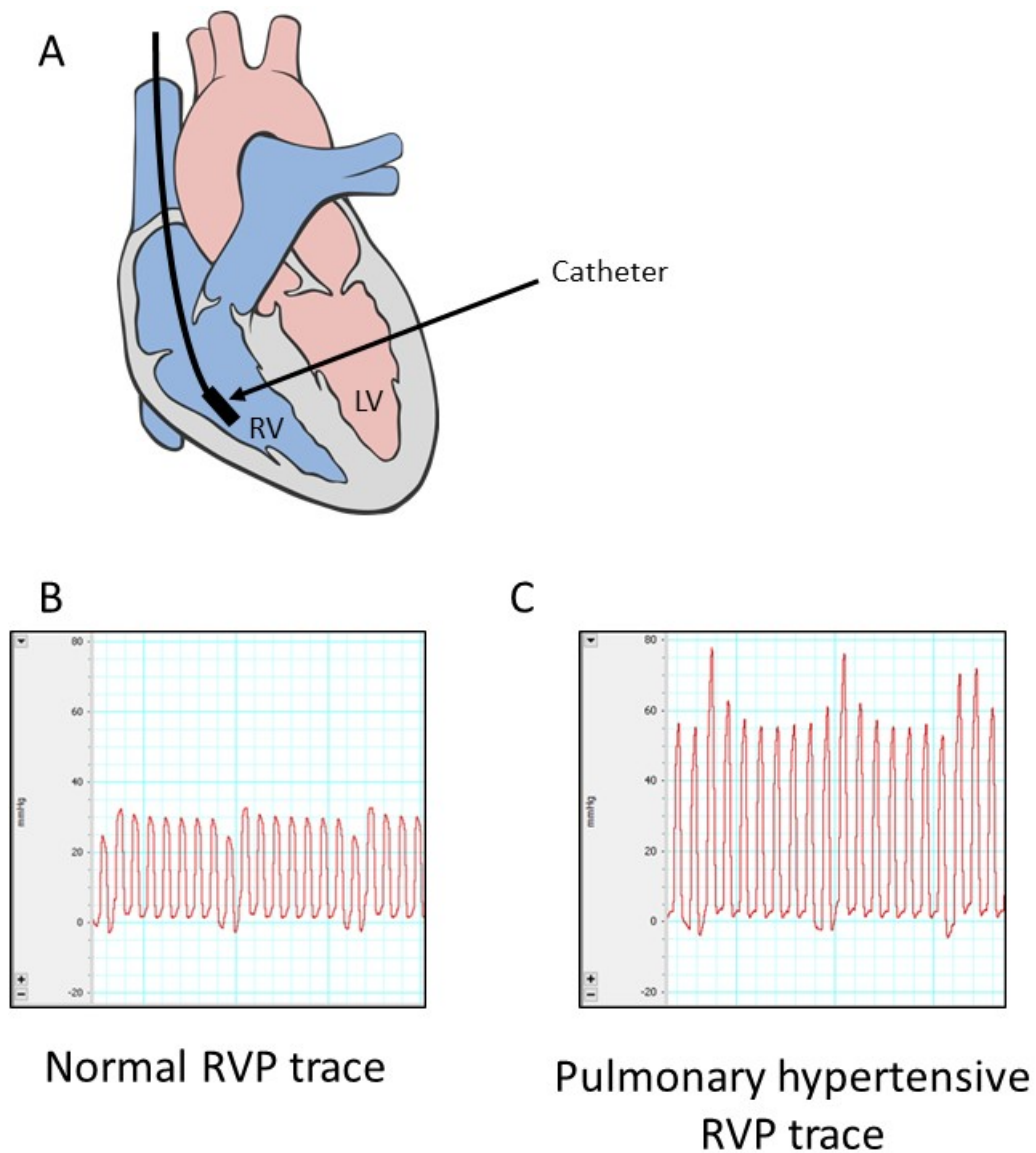 A
Catheter
LV
RV
B
80
60
40
20
0
-20
mmHg
+
−
Normal RVP trace
C
80
60
40
20
0
-20
mmHg
+
−
Pulmonary hypertensive
RVP trace